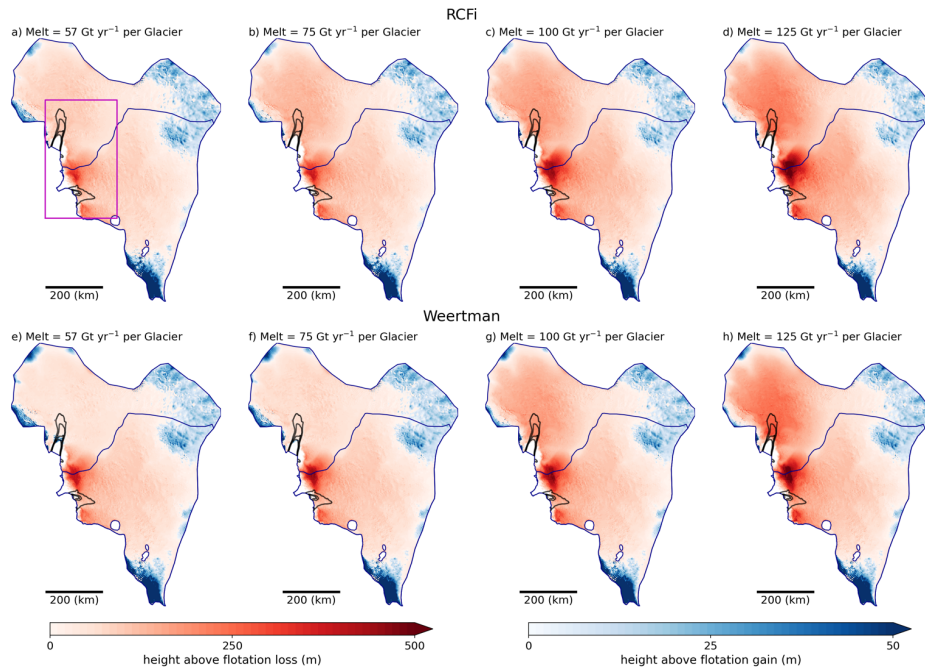 RCFi
a) Melt = 57 Gt yr⁻¹ per Glacier
b) Melt = 75 Gt yr⁻¹ per Glacier
c) Melt = 100 Gt yr⁻¹ per Glacier
d) Melt = 125 Gt yr⁻¹ per Glacier
200 (km)
200 (km)
200 (km)
200 (km)
Weertman
e) Melt = 57 Gt yr⁻¹ per Glacier
f) Melt = 75 Gt yr⁻¹ per Glacier
g) Melt = 100 Gt yr⁻¹ per Glacier
h) Melt = 125 Gt yr⁻¹ per Glacier
200 (km)
200 (km)
200 (km)
200 (km)
0 250 500
height above flotation loss (m)
0 25 50
height above flotation gain (m)